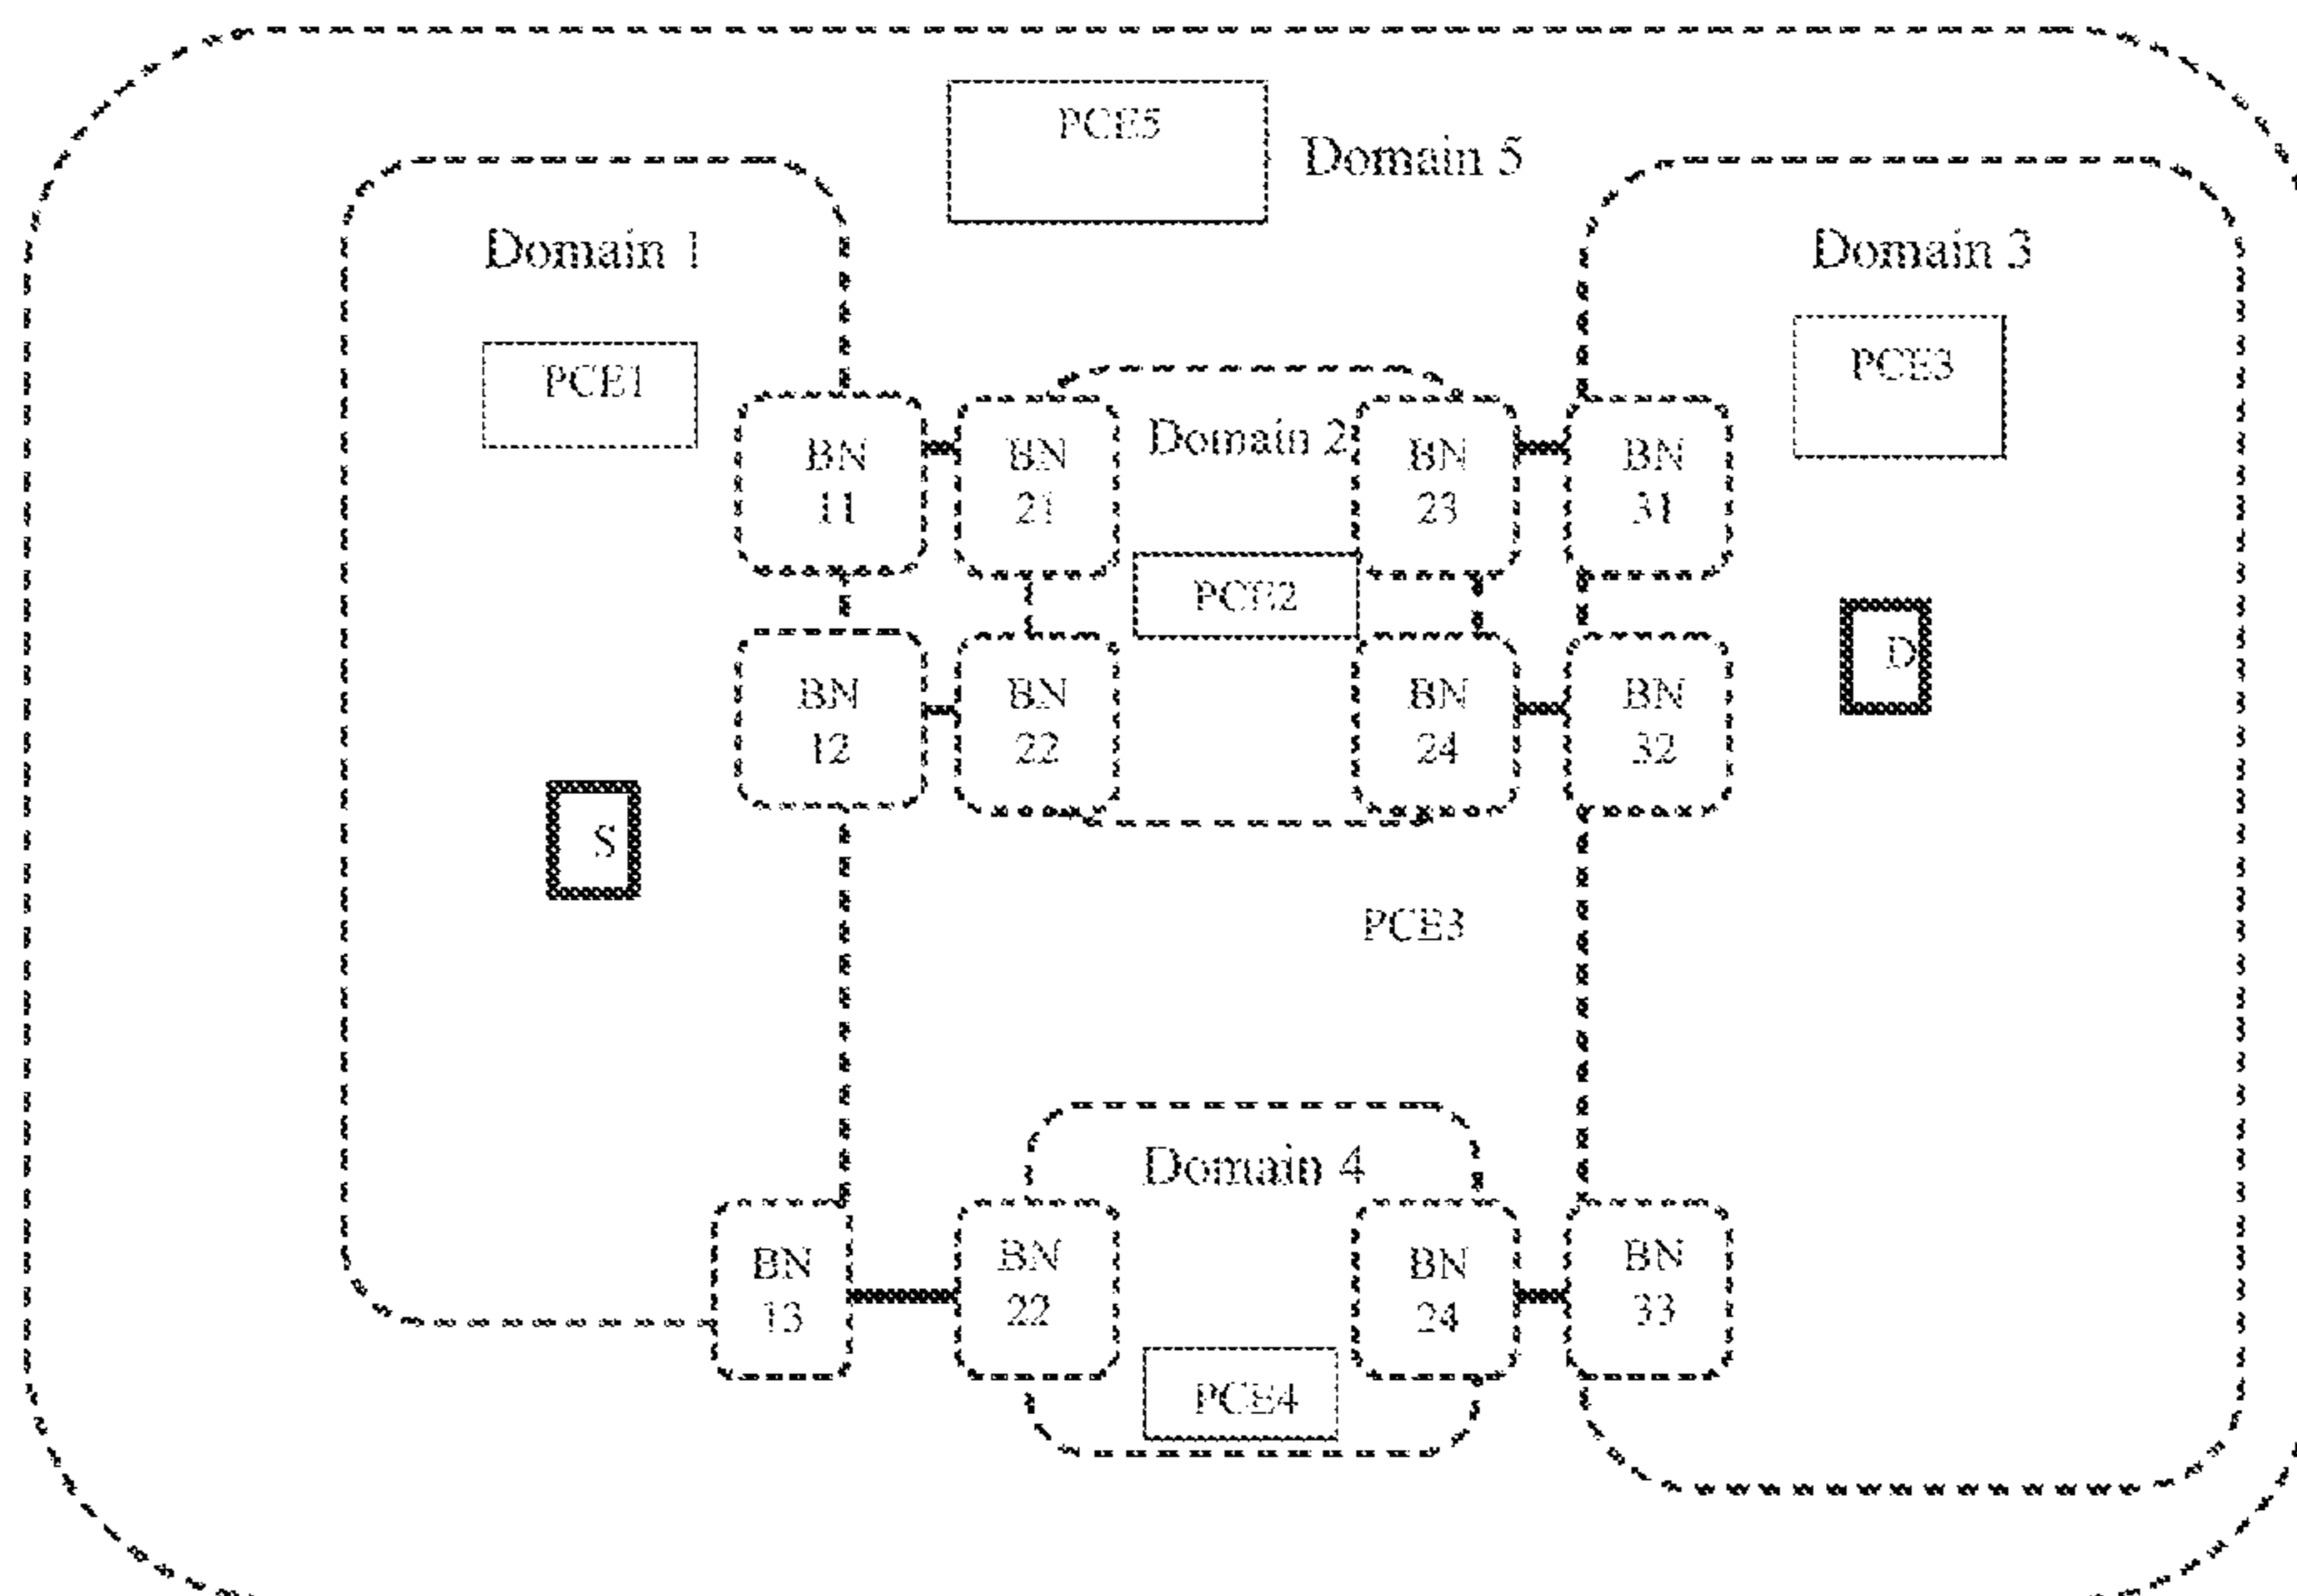 PCE5
Domain 5
Domain 1
Domain 3
PCE1
PCE3
Domain 2
BN
11
BN
21
BN
23
BN
31
PCE2
D
BN
12
BN
22
BN
24
BN
32
S
PCE3
Domain 4
BN
13
BN
22
BN
24
BN
33
PCE4